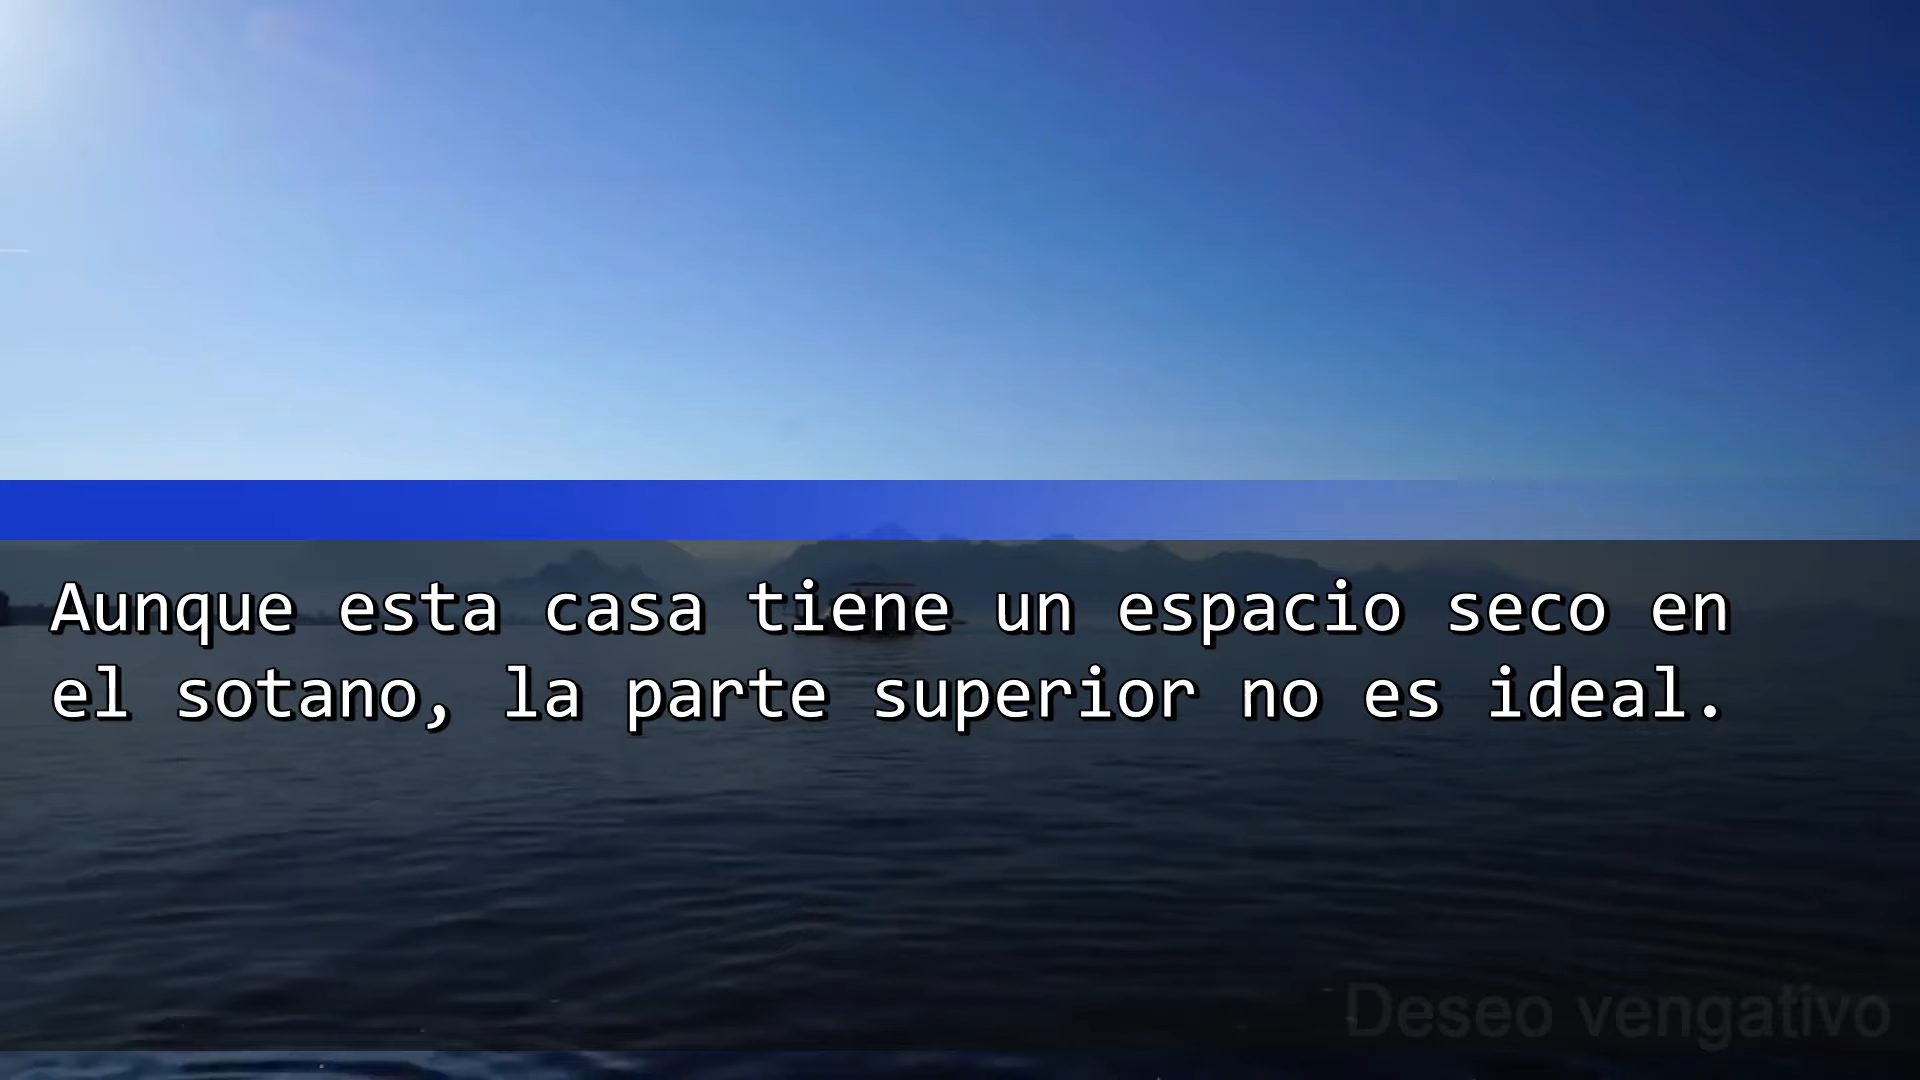 Aunque esta casa tiene un espacio seco en
el sotano, la parte superior no es ideal.
Deseo vengativo